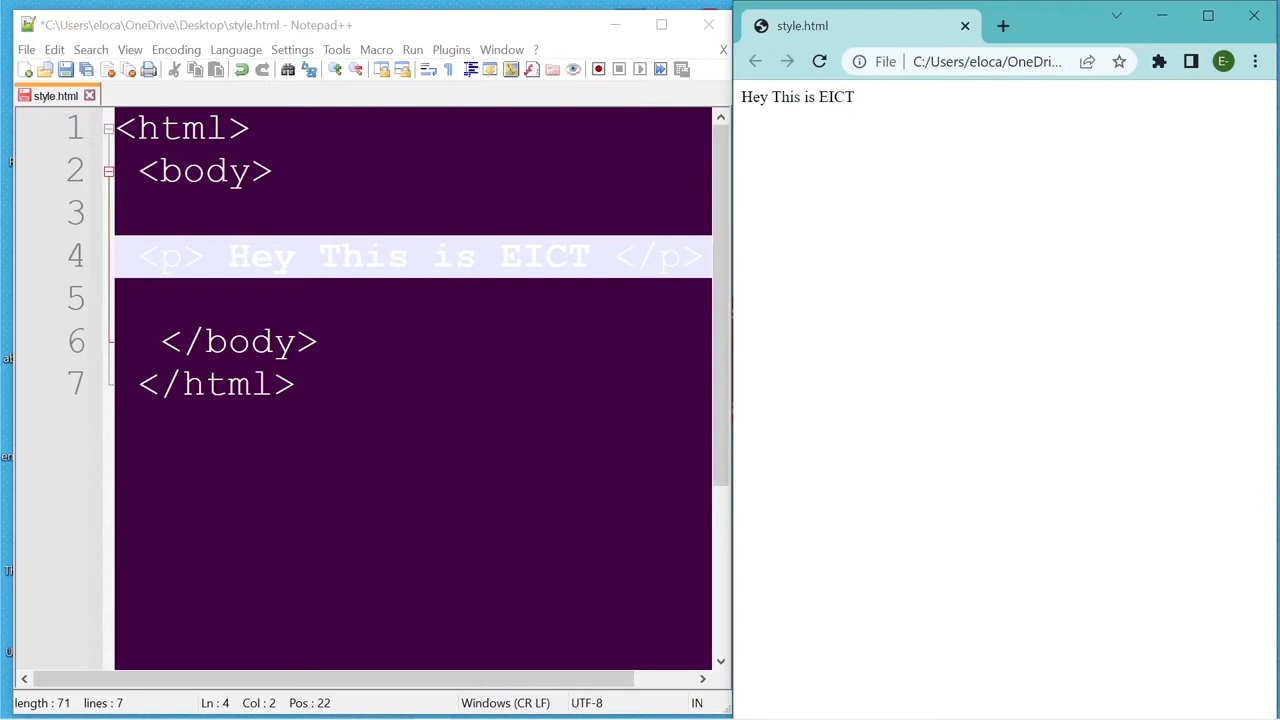 *C:\Users\eloca\OneDrive\Desktop\style.html - Notepad++
File Edit Search View Encoding Language Settings Tools Macro Run Plugins Window ? X
style.html
1 <html>
2 <body>
3
4 <p> Hey This is EICT </p>
5
6 </body>
7 </html>
length : 71 lines : 7 Ln : 4 Col : 2 Pos : 22 Windows (CR LF) UTF-8 IN
style.html
File C:/Users/eloca/OneDri... E-
Hey This is EICT